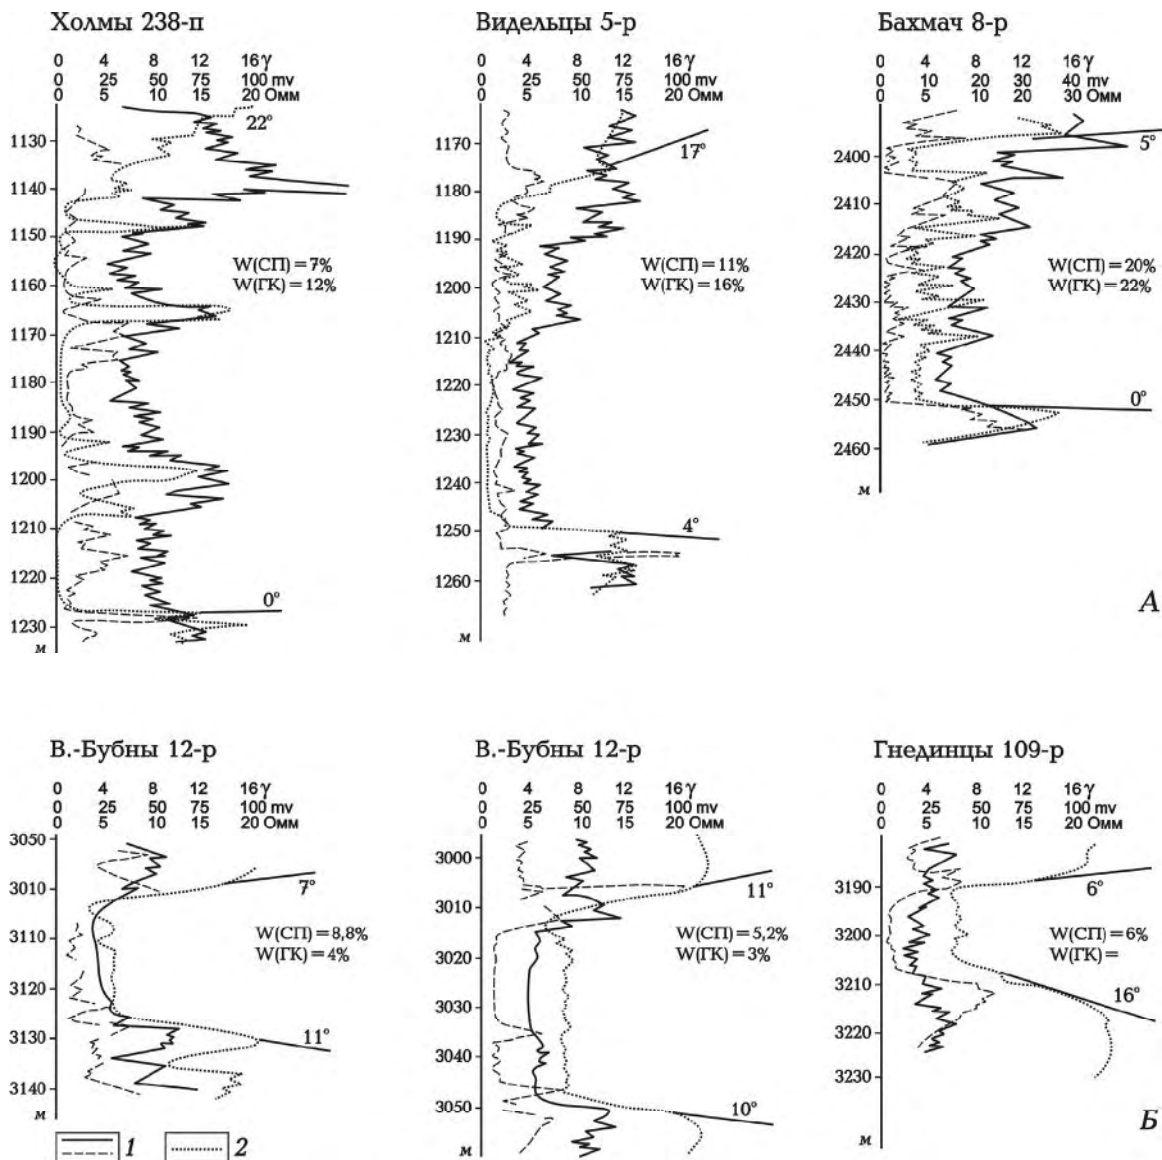 Холмы 238-п
0 4 8 12 16 γ
0 25 50 75 100 mv
0 5 10 15 20 Омм
22°
1130
1140
1150
W(СП) = 7%
W(ГК) = 12%
1160
1170
1180
1190
1200
1210
1220
0°
1230
м
Видельцы 5-р
0 4 8 12 16 γ
0 25 50 75 100 mv
0 5 10 15 20 Омм
1170
17°
1180
1190
W(СП) = 11%
W(ГК) = 16%
1200
1210
1220
1230
1240
4°
1250
1260
м
Бахмач 8-р
0 4 8 12 16 γ
0 10 20 30 40 mv
0 5 10 20 30 Омм
5°
2400
2410
2420
W(СП) = 20%
W(ГК) = 22%
2430
2440
0°
2450
2460
м
А
В.-Бубны 12-р
0 4 8 12 16 γ
0 25 50 75 100 mv
0 5 10 15 20 Омм
3050
7°
3010
W(СП) = 8,8%
W(ГК) = 4%
3110
3120
3130
11°
3140
м
В.-Бубны 12-р
0 4 8 12 16 γ
0 25 50 75 100 mv
0 5 10 15 20 Омм
3000
11°
3010
W(СП) = 5,2%
W(ГК) = 3%
3020
3030
3040
3050
10°
м
Гнединцы 109-р
0 4 8 12 16 γ
0 25 50 75 100 mv
0 5 10 15 20 Омм
3190
6°
W(СП) = 6%
3200
W(ГК) =
3210
16°
3220
3230
м
Б
1 2